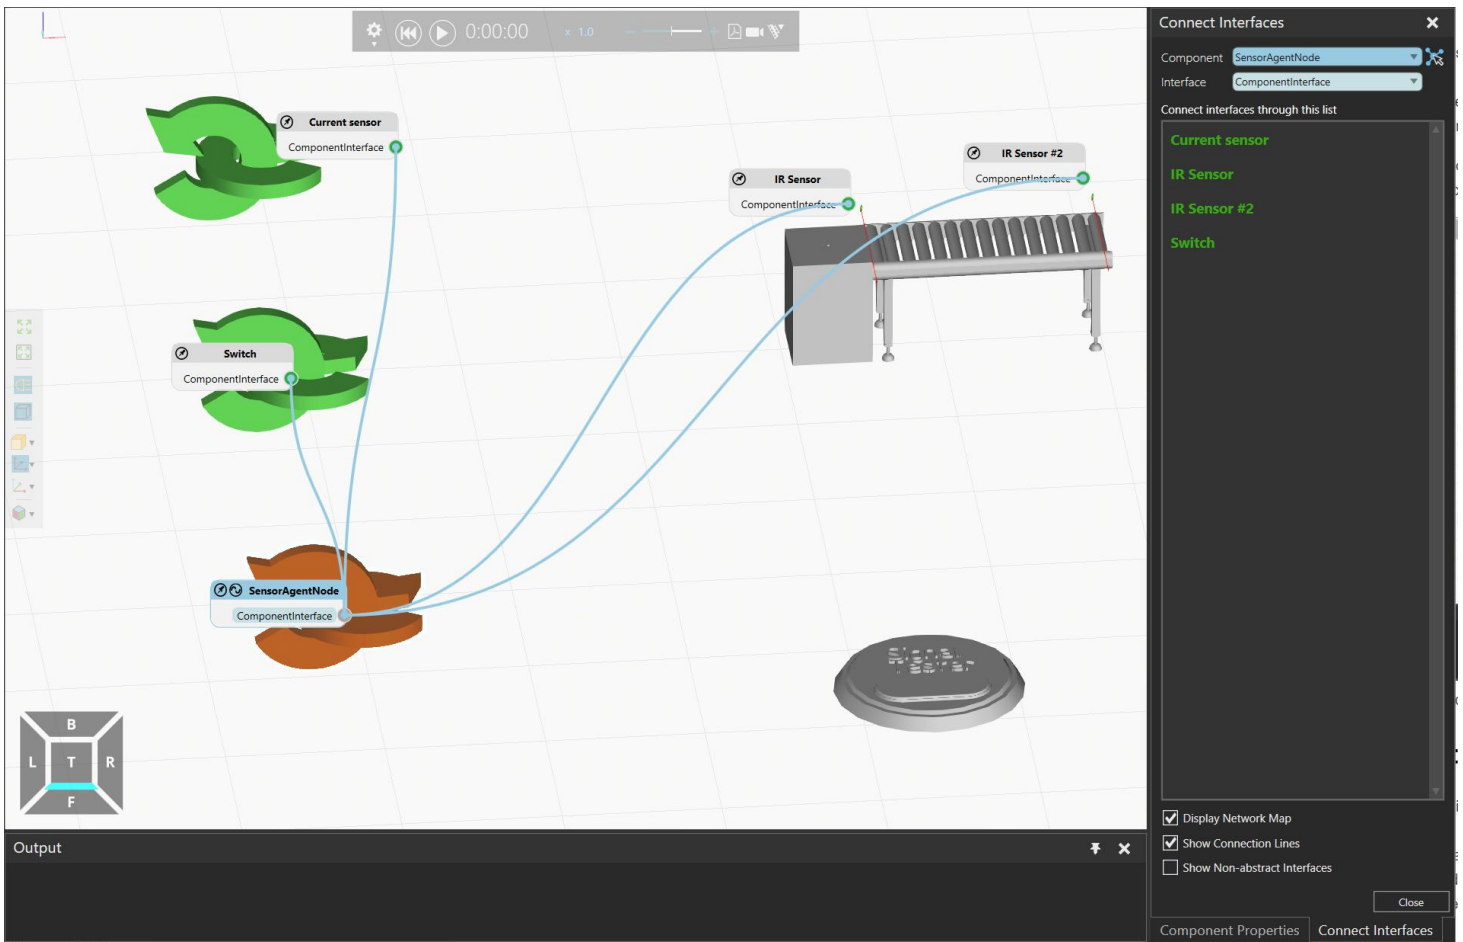 0:00:00
x 1.0
Current sensor
ComponentInterface
IR Sensor #2
ComponentInterface
IR Sensor
ComponentInterface
Switch
ComponentInterface
SensorAgentNode
ComponentInterface
B
L T R
F
Output
Connect Interfaces
Component SensorAgentNode
Interface ComponentInterface
Connect interfaces through this list
Current sensor
IR Sensor
IR Sensor #2
Switch
Display Network Map
Show Connection Lines
Show Non-abstract Interfaces
Close
Component Properties Connect Interfaces